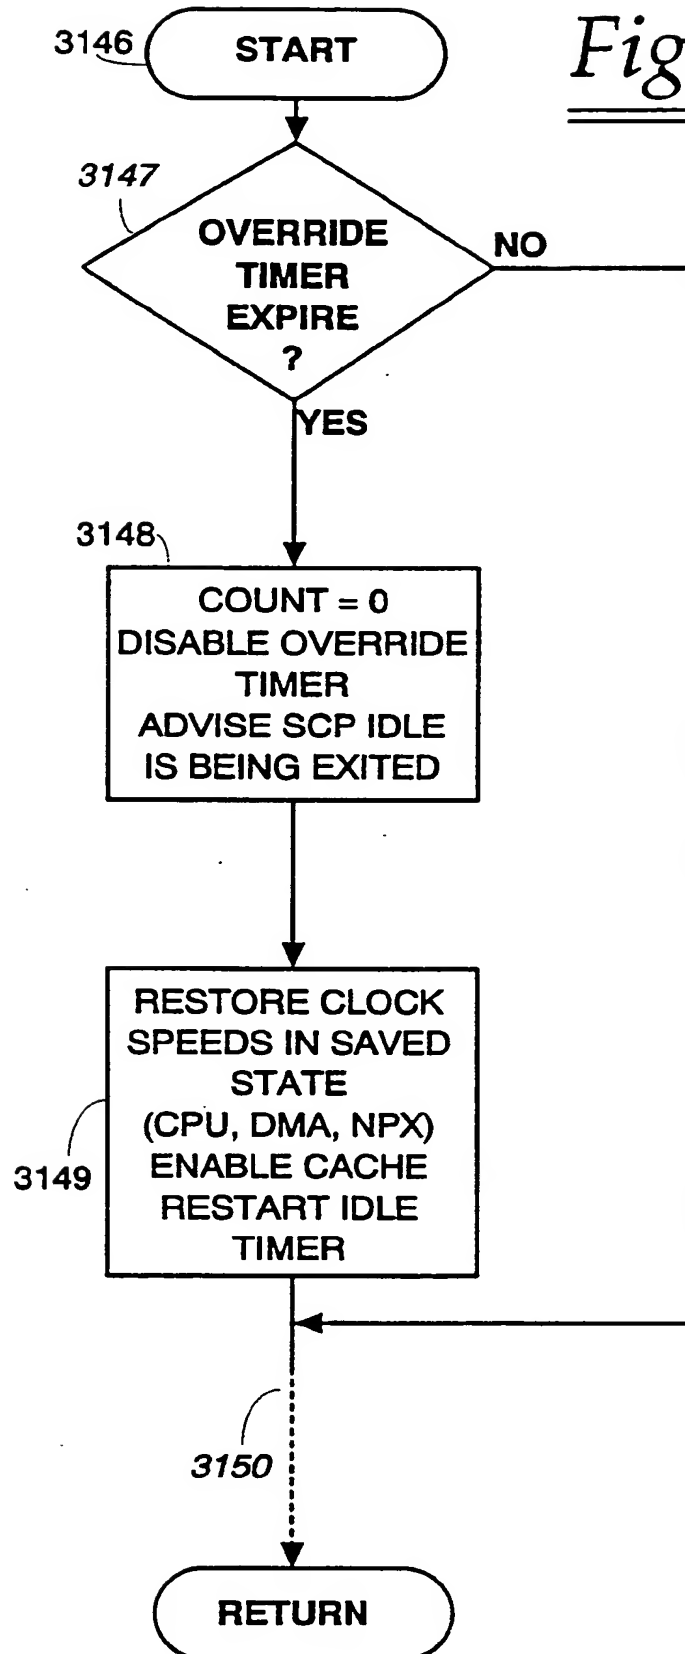 3146
START
Fig
3147
OVERRIDE
TIMER
EXPIRE
?
NO
YES
3148
COUNT = 0
DISABLE OVERRIDE
TIMER
ADVISE SCP IDLE
IS BEING EXITED
RESTORE CLOCK
SPEEDS IN SAVED
STATE
(CPU, DMA, NPX)
ENABLE CACHE
RESTART IDLE
TIMER
3149
3150
RETURN